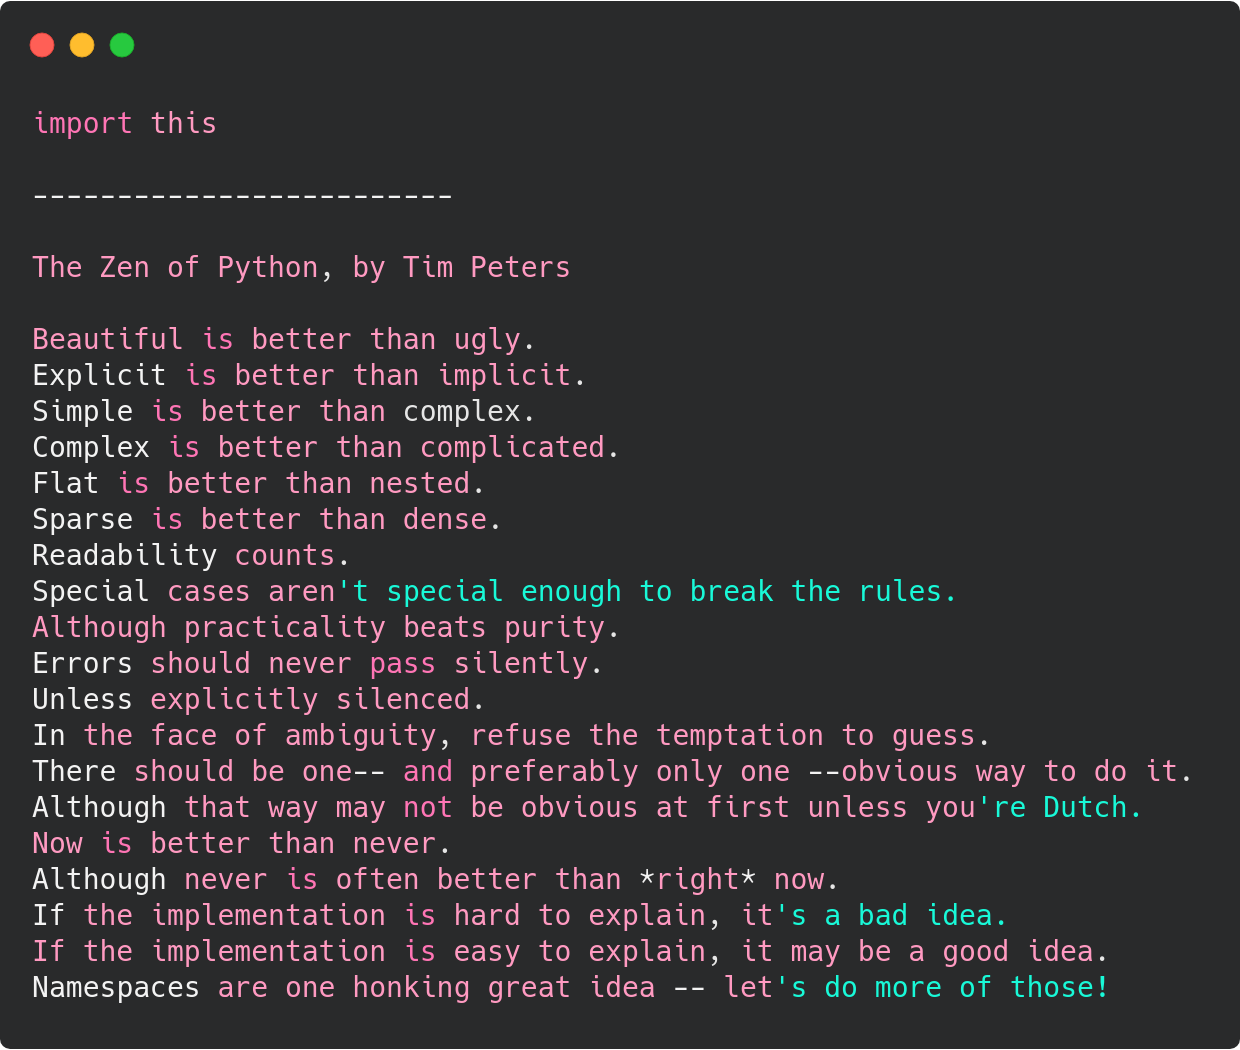 import this
-------------------------
The Zen of Python, by Tim Peters
Beautiful is better than ugly.
Explicit is better than implicit.
Simple is better than complex.
Complex is better than complicated.
Flat is better than nested.
Sparse is better than dense.
Readability counts.
Special cases aren't special enough to break the rules.
Although practicality beats purity.
Errors should never pass silently.
Unless explicitly silenced.
In the face of ambiguity, refuse the temptation to guess.
There should be one-- and preferably only one --obvious way to do it.
Although that way may not be obvious at first unless you're Dutch.
Now is better than never.
Although never is often better than *right* now.
If the implementation is hard to explain, it's a bad idea.
If the implementation is easy to explain, it may be a good idea.
Namespaces are one honking great idea -- let's do more of those!